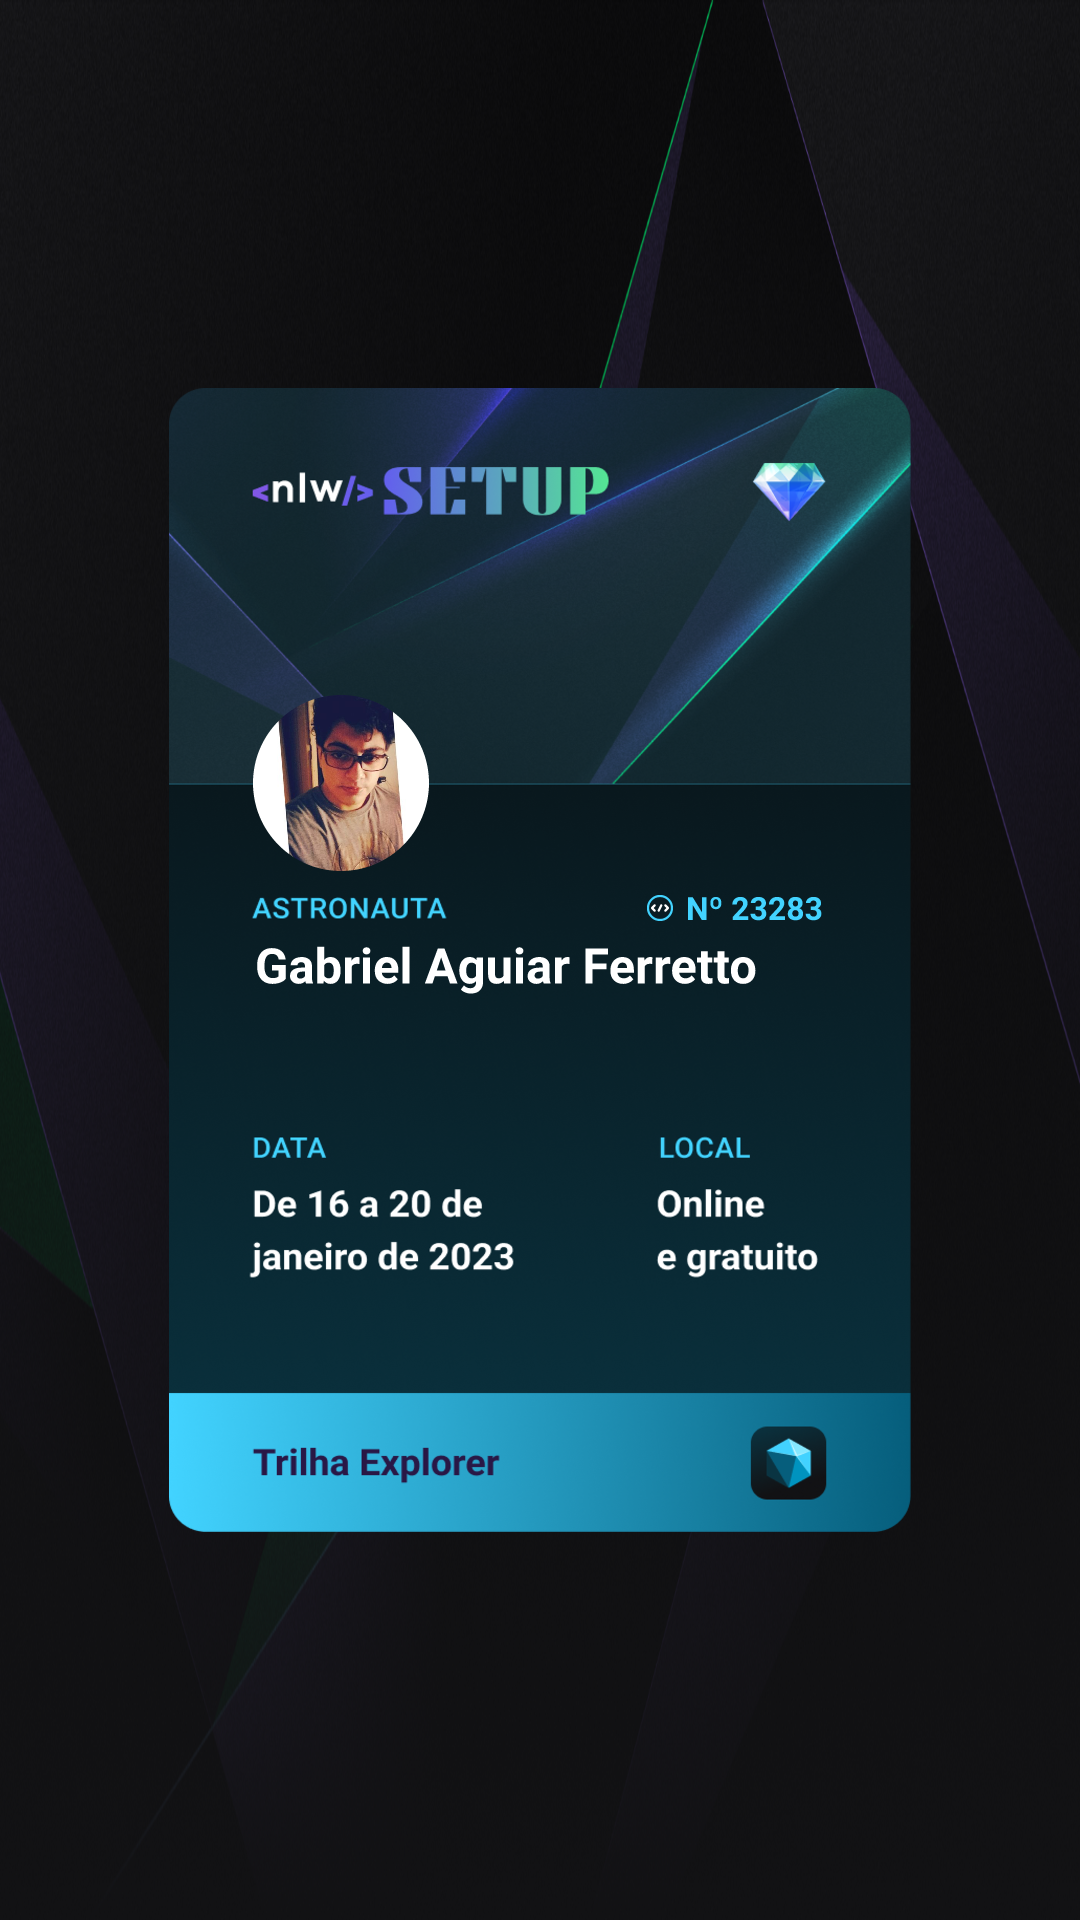 <nlw/> SETUP
ASTRONAUTA
Nº 23283
Gabriel Aguiar Ferretto
DATA
LOCAL
De 16 a 20 de
janeiro de 2023
Online
e gratuito
Trilha Explorer